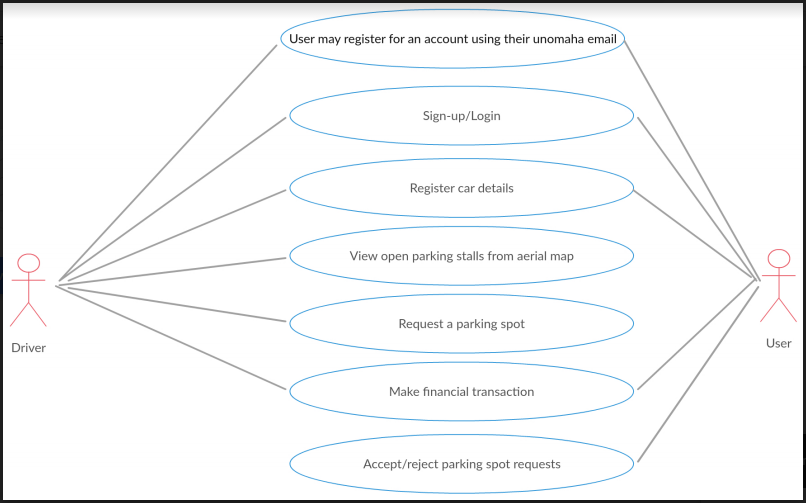 User may register for an account using their unomaha email
Sign-up/Login
Register car details
View open parking stalls from aerial map
Request a parking spot
Driver
User
Make financial transaction
Accept/reject parking spot requests